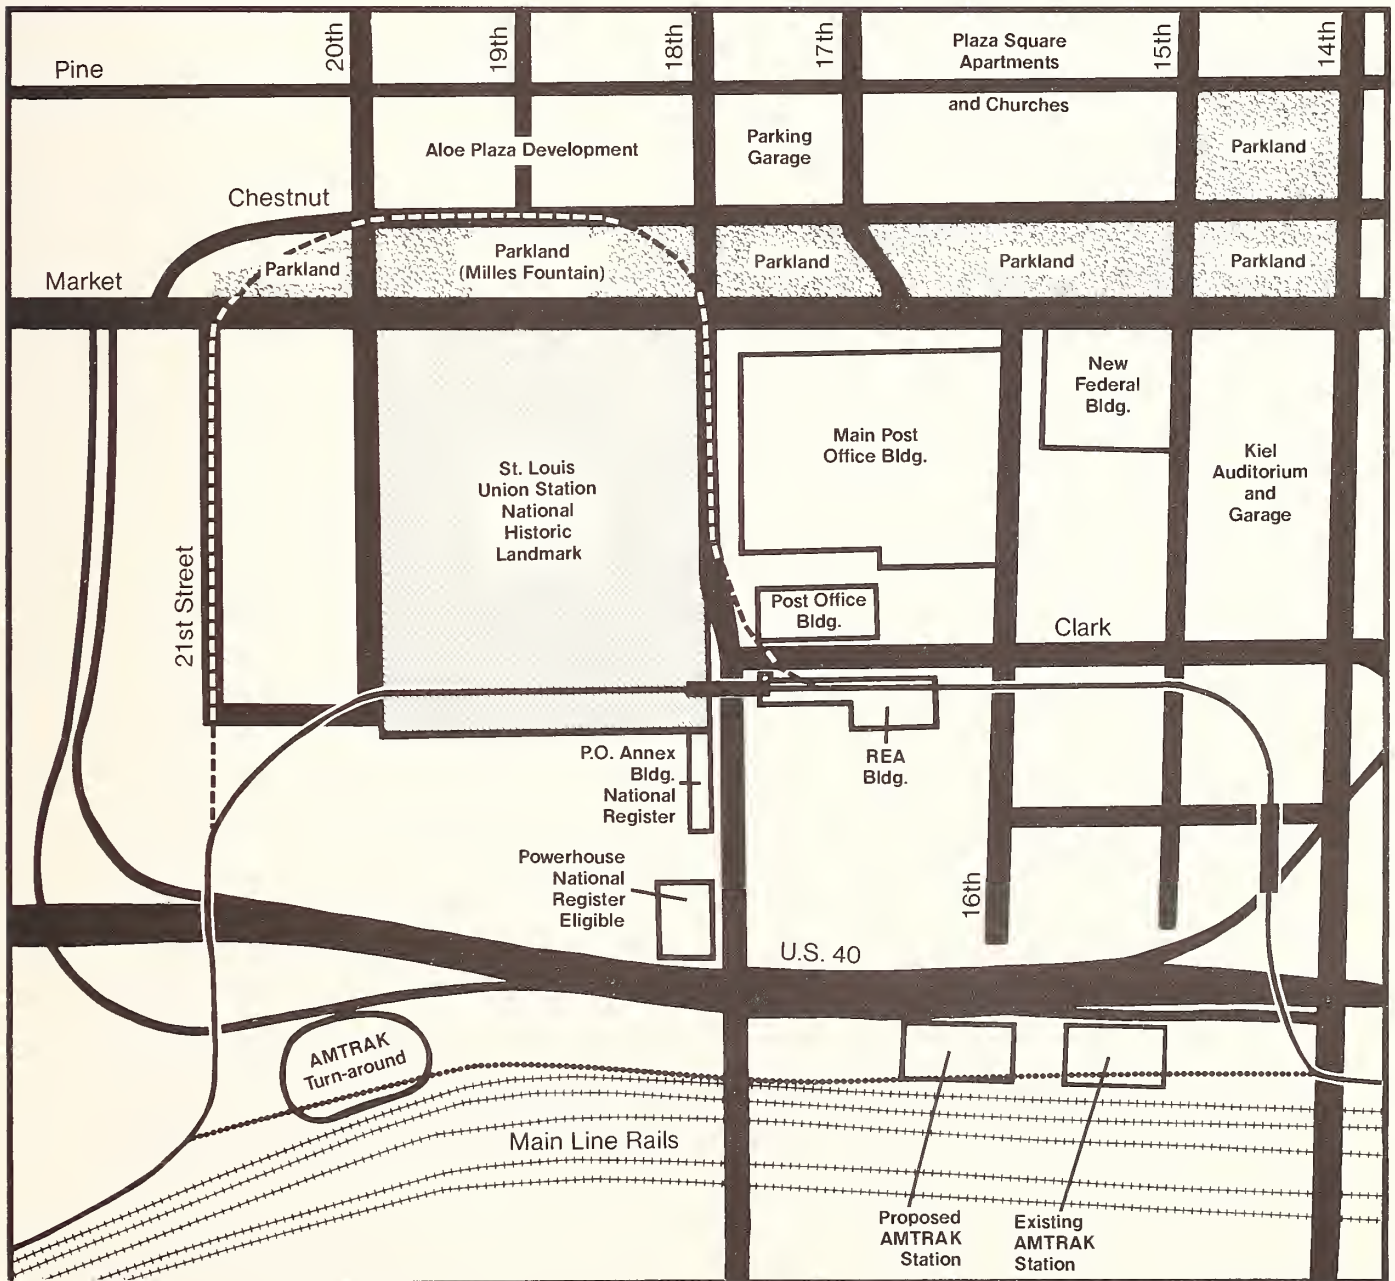 20th
19th
18th
17th
Plaza Square
Apartments
and Churches
15th
14th
Pine
Aloe Plaza Development
Parking
Garage
Parkland
Chestnut
Market
Parkland
Parkland
(Milles Fountain)
Parkland
Parkland
Parkland
St. Louis
Union Station
National
Historic
Landmark
Main Post
Office Bldg.
New
Federal
Bldg.
Kiel
Auditorium
and
Garage
21st Street
Post Office
Bldg.
Clark
P.O. Annex
Bldg.
National
Register
REA
Bldg.
Powerhouse
National
Register
Eligible
16th
U.S. 40
AMTRAK
Turn-around
Main Line Rails
Proposed
AMTRAK
Station
Existing
AMTRAK
Station